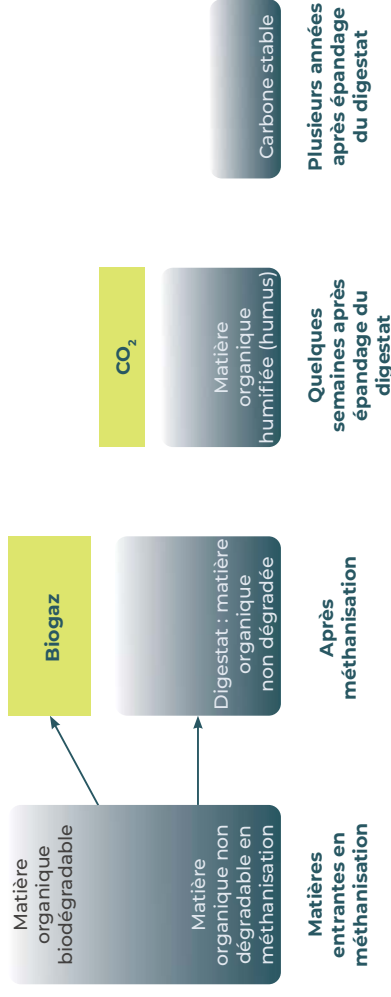 Matière
organique
biodégradable
Matière
organique non
dégradable en
méthanisation
Matières
entrantes en
méthanisation
Biogaz
Digestat : matière
organique
non dégradée
Après
méthanisation
CO₂
Matière
organique
humifiée (humus)
Quelques
semaines après
épandage du
digestat
Carbone stable
Plusieurs années
après épandage
du digestat